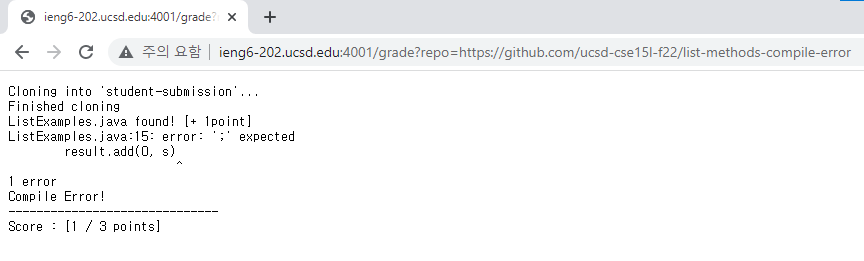 ieng6-202.ucsd.edu:4001/grade?
주의 요함 ieng6-202.ucsd.edu:4001/grade?repo=https://github.com/ucsd-cse15l-f22/list-methods-compile-error
Cloning into 'student-submission'...
Finished cloning
ListExamples.java found! [+ 1point]
ListExamples.java:15: error: ';' expected
        result.add(0, s)
                        ^
1 error
Compile Error!
------------------------------
Score : [1 / 3 points]